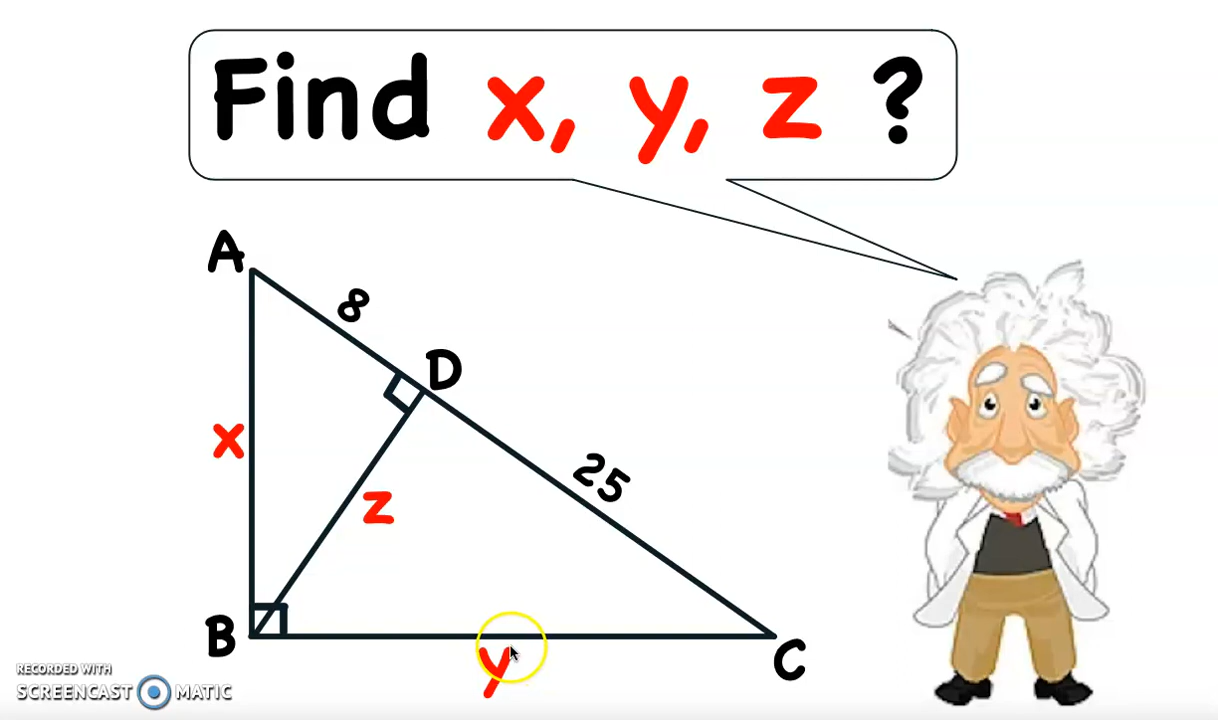 Find x, y, z ?
A
8
D
x
25
z
B
y
C
RECORDED WITH
SCREENCAST MATIC